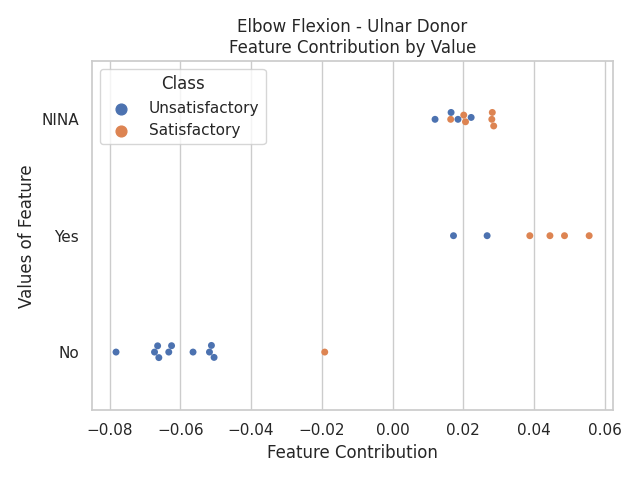 Elbow Flexion - Ulnar Donor
Feature Contribution by Value
Class
Unsatisfactory
Satisfactory
NINA
Yes
No
Values of Feature
−0.08 −0.06 −0.04 −0.02 0.00 0.02 0.04 0.06
Feature Contribution